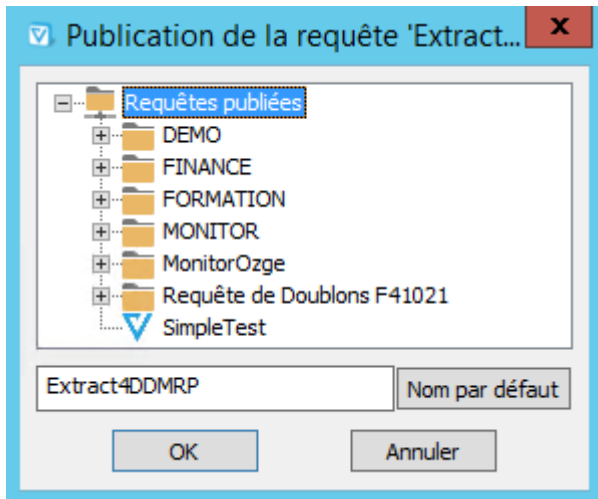 Publication de la requête 'Extract...
x
Requêtes publiées
DEMO
FINANCE
FORMATION
MONITOR
MonitorOzge
Requête de Doublons F41021
SimpleTest
Extract4DDMRP
Nom par défaut
OK
Annuler